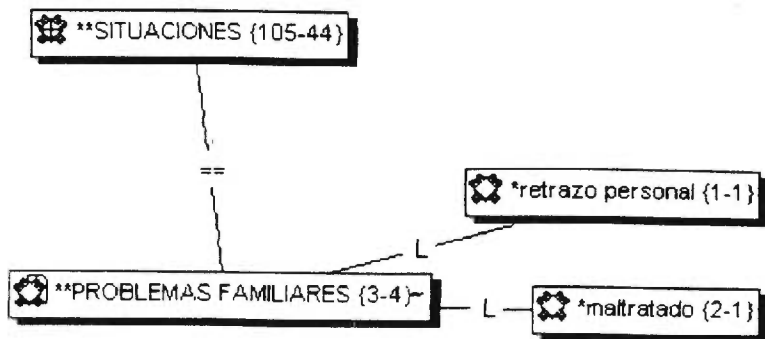 **SITUACIONES {105-44}
==
*retrazo personal {1-1}
L
**PROBLEMAS FAMILIARES {3-4}~
L
*maltratado {2-1}